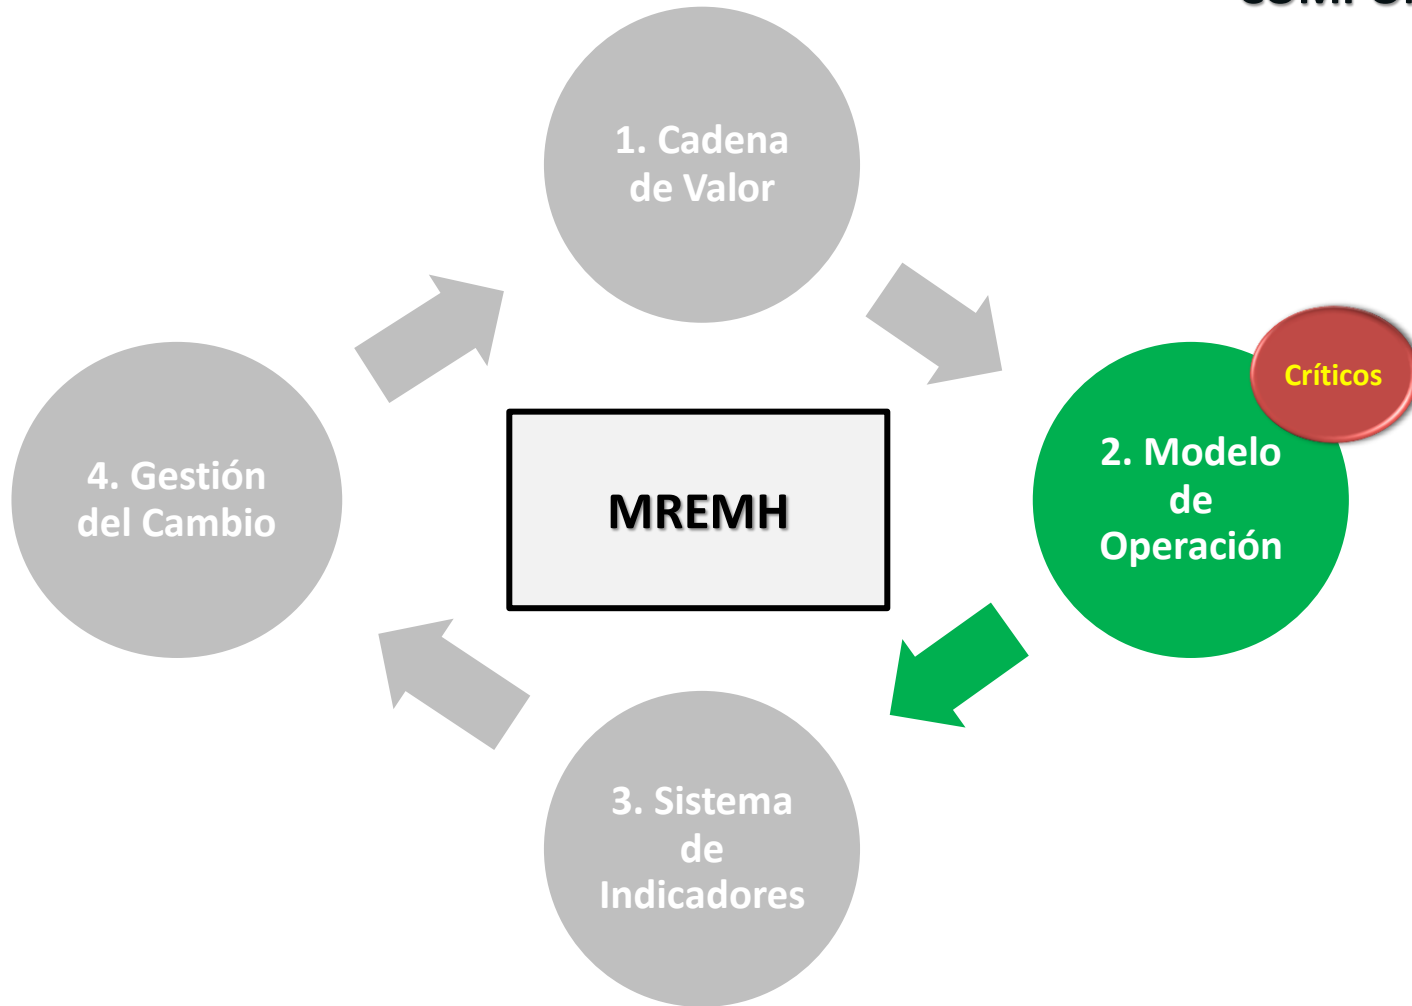 1. Cadena
de Valor
Críticos
2. Modelo
de
Operación
4. Gestión
del Cambio
MREMH
3. Sistema
de
Indicadores